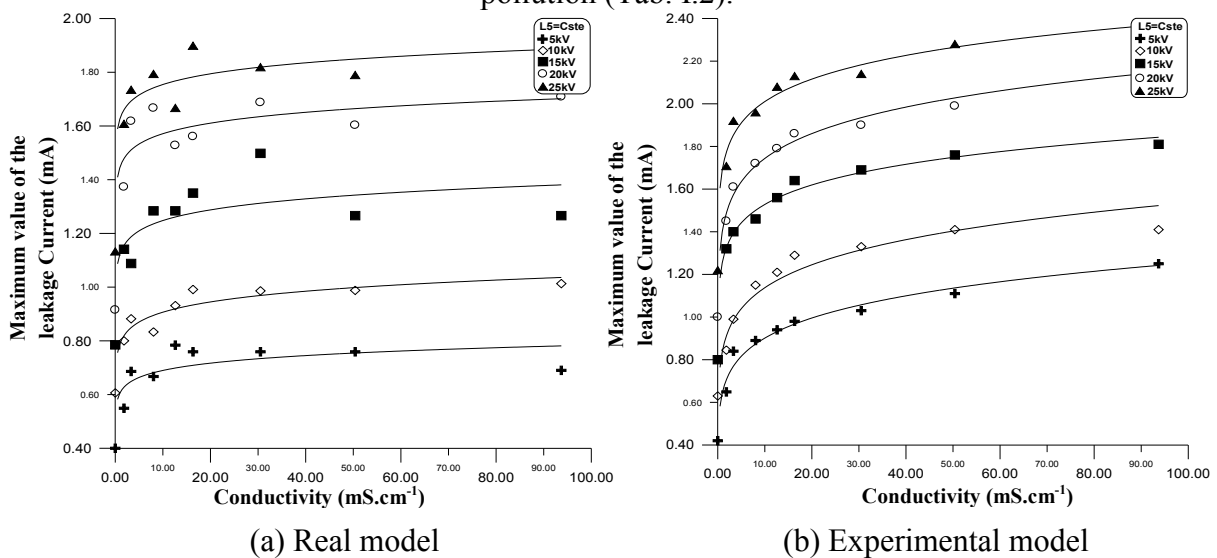 pollution (Tab. I.2).
Maximum value of the
leakage Current (mA)
2.00
1.80
1.60
1.40
1.20
1.00
0.80
0.60
0.40
L5=Cste
5kV
10kV
15kV
20kV
25kV
10.00 30.00 50.00 70.00 90.00
0.00 20.00 40.00 60.00 80.00 100.00
Conductivity (mS.cm⁻¹)
(a) Real model
Maximum value of the
leakage Current (mA)
2.40
2.20
2.00
1.80
1.60
1.40
1.20
1.00
0.80
0.60
0.40
L5=Cste
5kV
10kV
15kV
20kV
25kV
10.00 30.00 50.00 70.00 90.00
0.00 20.00 40.00 60.00 80.00 100.00
Conductivity (mS.cm⁻¹)
(b) Experimental model